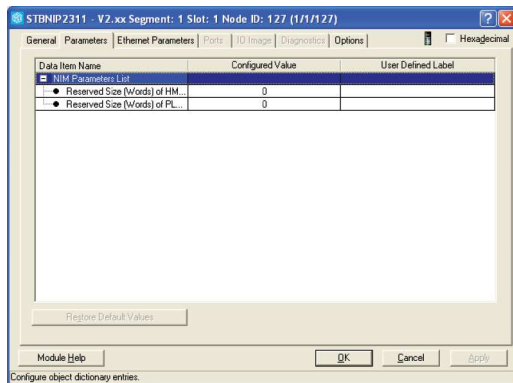 STBNIP2311 - V2.xx Segment: 1 Slot: 1 Node ID: 127 (1/1/127)
General Parameters Ethernet Parameters Ports IO Image Diagnostics Options Hexadecimal
Data Item Name Configured Value User Defined Label
NIM Parameters List
Reserved Size (Words) of HM... 0
Reserved Size (Words) of PL... 0
Restore Default Values
Module Help OK Cancel Apply
Configure object dictionary entries.